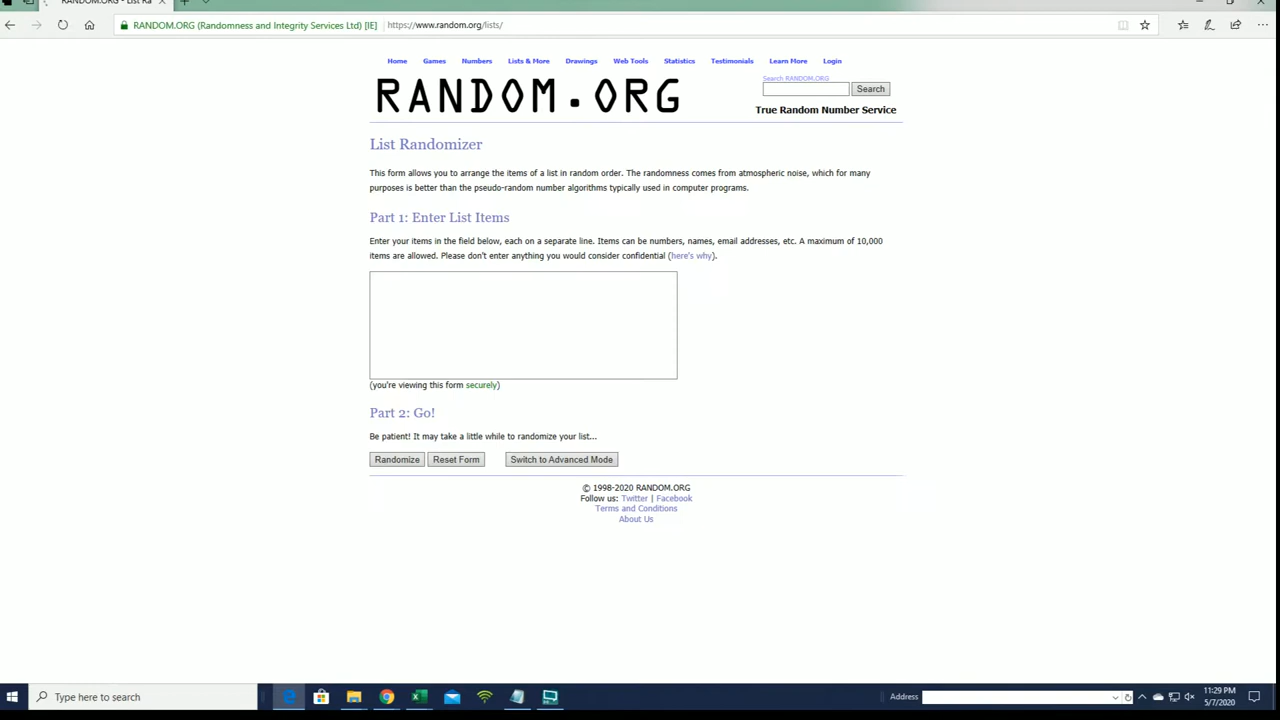 RANDOM.ORG - List Ra
RANDOM.ORG (Randomness and Integrity Services Ltd) [IE] https://www.random.org/lists/
Home Games Numbers Lists & More Drawings Web Tools Statistics Testimonials Learn More Login
RANDOM.ORG
Search RANDOM.ORG
Search
True Random Number Service
List Randomizer
This form allows you to arrange the items of a list in random order. The randomness comes from atmospheric noise, which for many
purposes is better than the pseudo-random number algorithms typically used in computer programs.
Part 1: Enter List Items
Enter your items in the field below, each on a separate line. Items can be numbers, names, email addresses, etc. A maximum of 10,000
items are allowed. Please don't enter anything you would consider confidential (here's why).
(you're viewing this form securely)
Part 2: Go!
Be patient! It may take a little while to randomize your list...
Randomize Reset Form Switch to Advanced Mode
© 1998-2020 RANDOM.ORG
Follow us: Twitter | Facebook
Terms and Conditions
About Us
Type here to search
Address
11:29 PM
5/7/2020